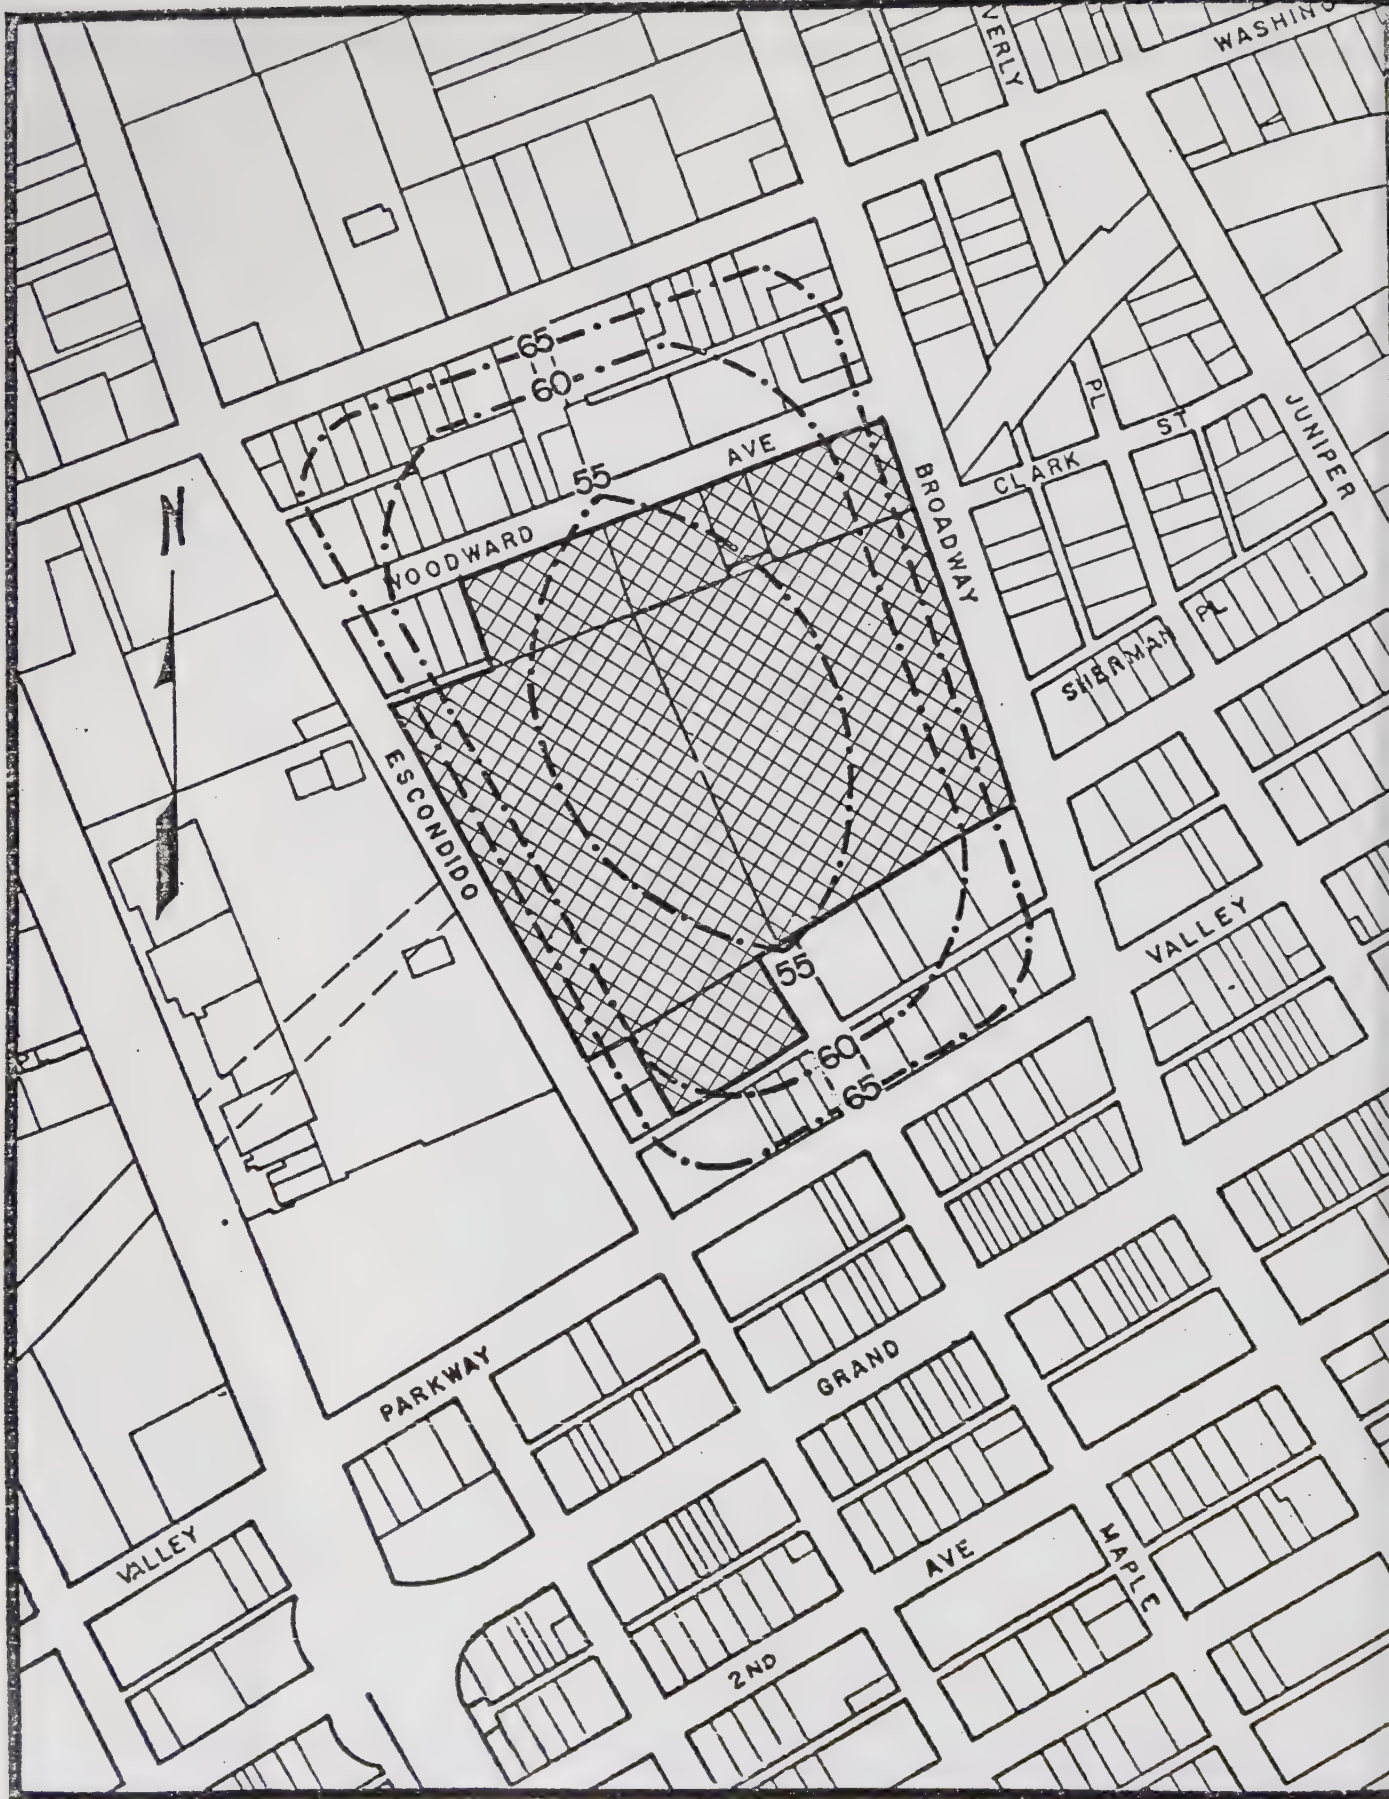 WASHING
VERLY
65
60
55
WOODWARD AVE
BROADWAY
PL
ST
CLARK
JUNIPER
N
SHERMAN PL
ESCONDIDO
55
VALLEY
60
65
PARKWAY
GRAND
VALLEY
AVE
MAPLE
2ND